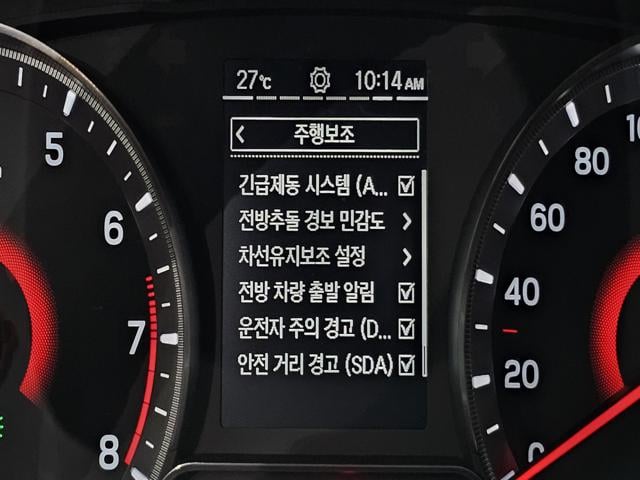 27℃ 10:14 AM
주행보조
긴급제동 시스템 (A...
전방추돌 경보 민감도
차선유지보조 설정
전방 차량 출발 알림
운전자 주의 경고 (D...
안전 거리 경고 (SDA)
5
6
7
8
80
60
40
20
0